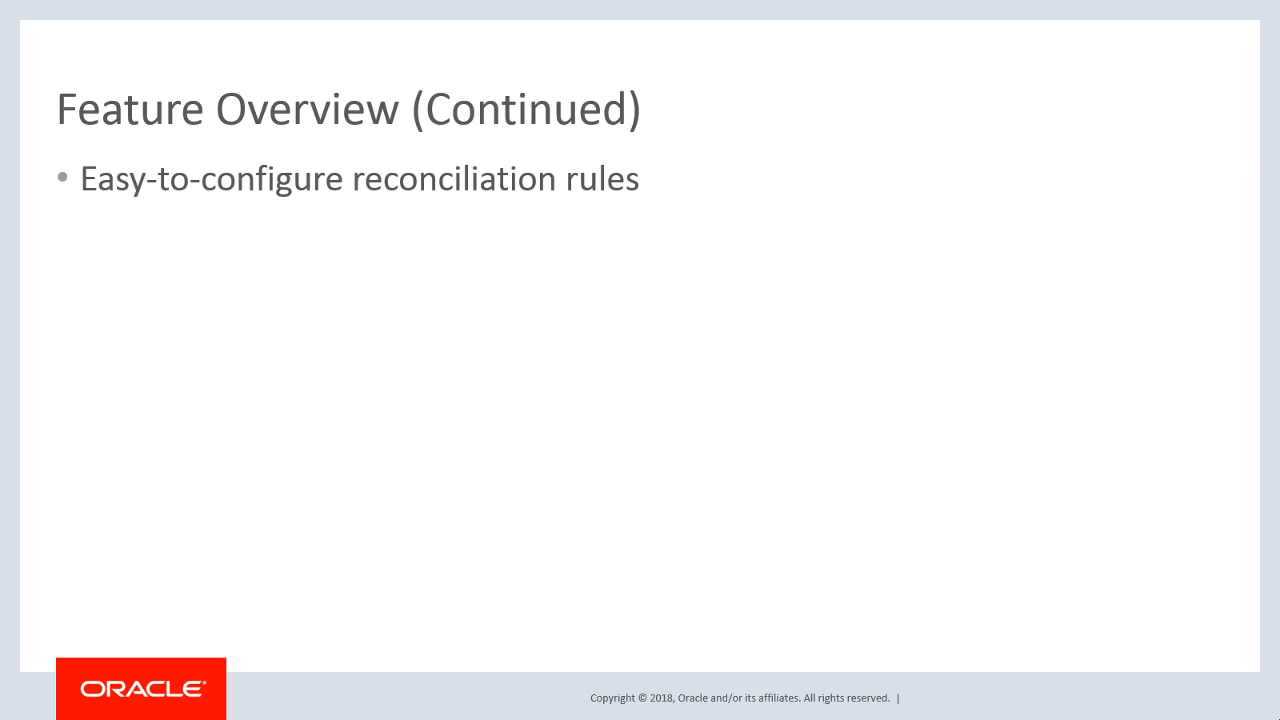 Feature Overview (Continued)
• Easy-to-configure reconciliation rules
ORACLE®
Copyright © 2018, Oracle and/or its affiliates. All rights reserved. |